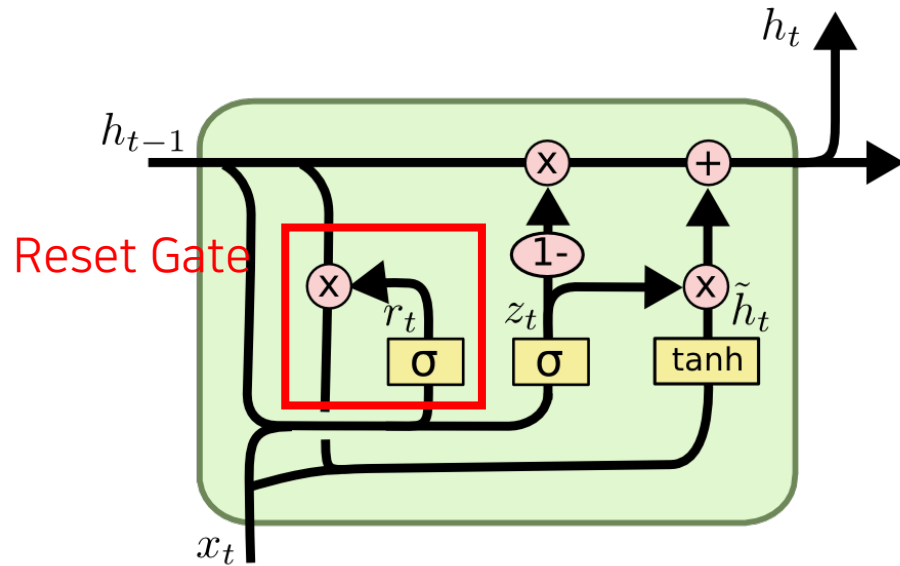 h_t
h_{t-1}
x
+
Reset Gate
1-
x
x
r_t
z_t
h̃_t
σ
σ
tanh
x_t